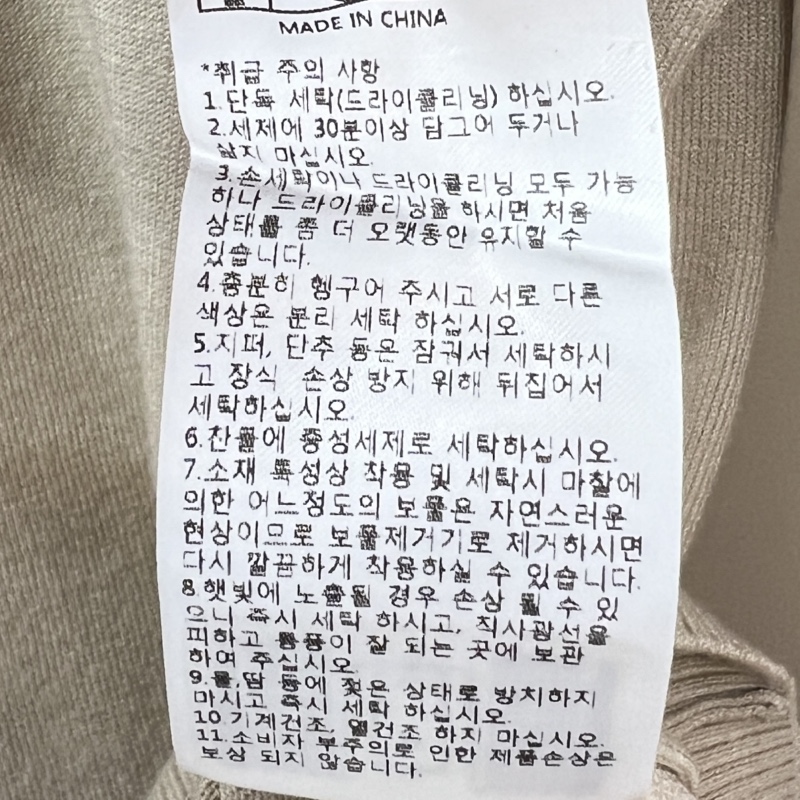 MADE IN CHINA
*취급 주의 사항
1.단독 세탁(드라이클리닝) 하십시오.
2.세제에 30분이상 담그어 두거나
삶지 마십시오.
3.손세탁이나 드라이클리닝 모두 가능
하나 드라이클리닝을 하시면 처음
상태를 좀 더 오랫동안 유지할 수
있습니다.
4.충분히 헹구어 주시고 서로 다른
색상은 분리 세탁 하십시오.
5.지퍼, 단추 등은 잠궈서 세탁하시
고 장식 손상 방지 위해 뒤집어서
세탁하십시오.
6.찬물에 중성세제로 세탁하십시오.
7.소재 특성상 착용 및 세탁시 마찰에
의한 어느정도의 보풀은 자연스러운
현상이므로 보풀제거기로 제거하시면
다시 깔끔하게 착용하실 수 있습니다.
8.햇빛에 노출될 경우 손상 될 수 있
으니 즉시 세탁 하시고, 직사광선을
피하고 통풍이 잘 되는 곳에 보관
하여 주십시오.
9.물,땀 등에 젖은 상태로 방치하지
마시고 즉시 세탁 하십시오.
10.기계건조, 열건조 하지 마십시오.
11.소비자 부주의로 인한 제품손상은
보상 되지 않습니다.